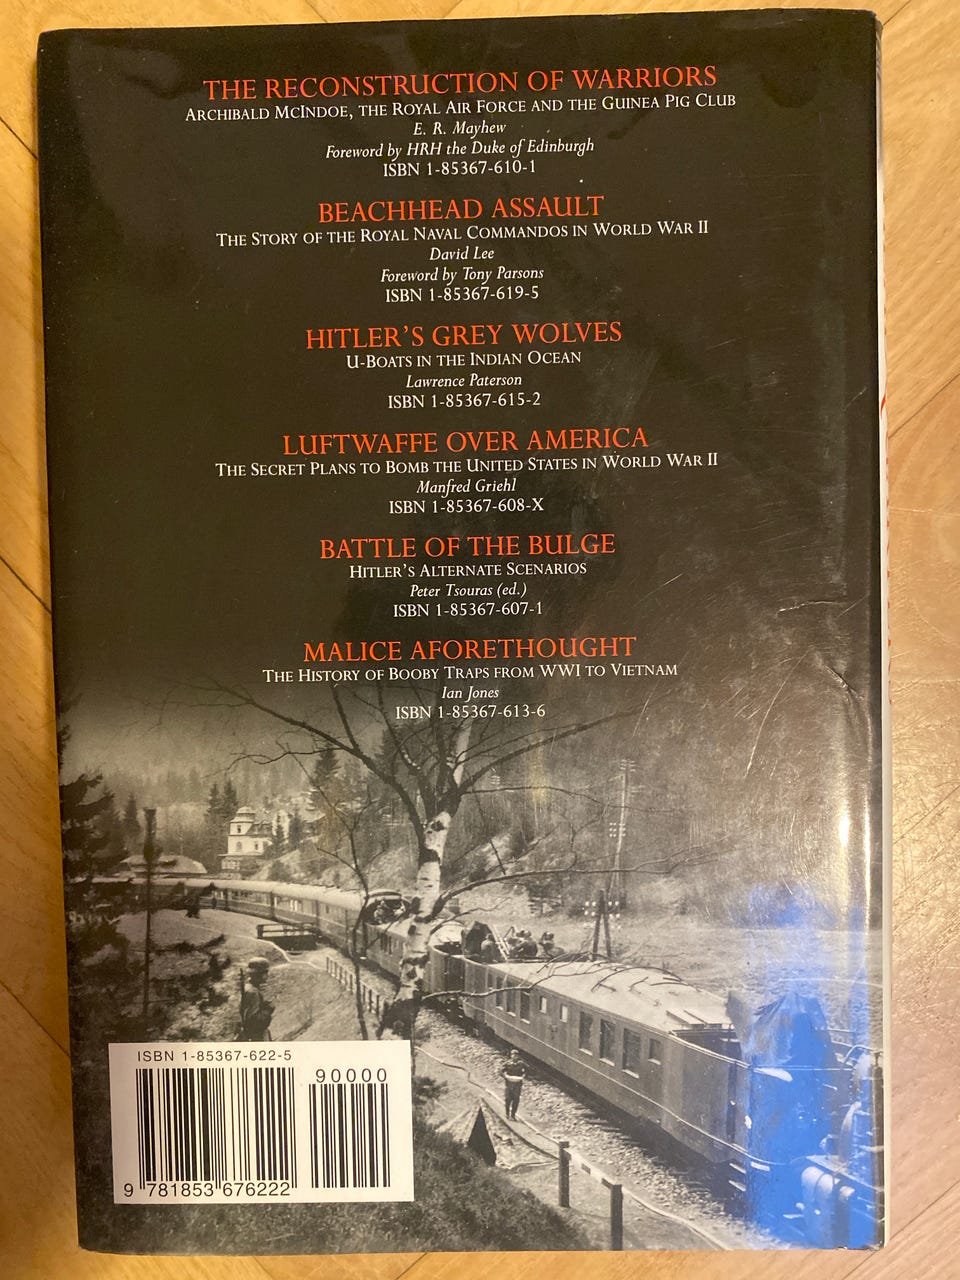 THE RECONSTRUCTION OF WARRIORS
ARCHIBALD MCINDOE, THE ROYAL AIR FORCE AND THE GUINEA PIG CLUB
E. R. Mayhew
Foreword by HRH the Duke of Edinburgh
ISBN 1-85367-610-1
BEACHHEAD ASSAULT
THE STORY OF THE ROYAL NAVAL COMMANDOS IN WORLD WAR II
David Lee
Foreword by Tony Parsons
ISBN 1-85367-619-5
HITLER'S GREY WOLVES
U-BOATS IN THE INDIAN OCEAN
Lawrence Paterson
ISBN 1-85367-615-2
LUFTWAFFE OVER AMERICA
THE SECRET PLANS TO BOMB THE UNITED STATES IN WORLD WAR II
Manfred Griehl
ISBN 1-85367-608-X
BATTLE OF THE BULGE
HITLER'S ALTERNATE SCENARIOS
Peter Tsouras (ed.)
ISBN 1-85367-607-1
MALICE AFORETHOUGHT
THE HISTORY OF BOOBY TRAPS FROM WWI TO VIETNAM
Ian Jones
ISBN 1-85367-613-6
ISBN 1-85367-622-5
90000
9 781853 676222